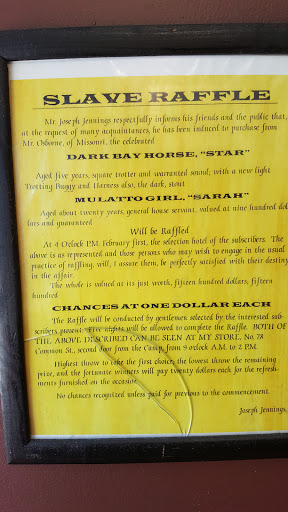 SLAVE RAFFLE
Mr. Joseph Jennings respectfully informs his friends and the public that,
at the request of many acquaintances, he has been induced to purchase from
Mr. Osborne, of Missouri, the celebrated
DARK BAY HORSE, "STAR"
Aged five years, square trotter and warranted sound; with a new light
Trotting Buggy and Harness also, the dark, stout
MULATTO GIRL, "SARAH"
Aged about twenty years, general house servant, valued at nine hundred dol
lars and guaranteed
Will be Raffled
At 4 Oclock P.M. February first, the selection hotel of the subscribers. The
above is as represented and those persons who may wish to engage in the usual
practice of raffling, will, I assure them, be perfectly satisfied with their destiny
in the affair.
The whole is valued at its just worth, fifteen hundred dollars; fifteen
hundred
CHANCES AT ONE DOLLAR EACH
The Raffle will be conducted by gentlemen selected by the interested sub-
scribers present. Five nights will be allowed to complete the Raffle. BOTH OF
THE ABOVE DESCRIBED CAN BE SEEN AT MY STORE, No. 78
Common St., second door from the Camp, from 9 o'clock A.M. to 2 P.M.
Highest throw to take the first choice; the lowest throw the remaining
prize, and the fortunate winners will pay twenty dollars each for the refresh-
ments furnished on the occasion.
No chances recognized unless paid for previous to the commencement.
Joseph Jennings,